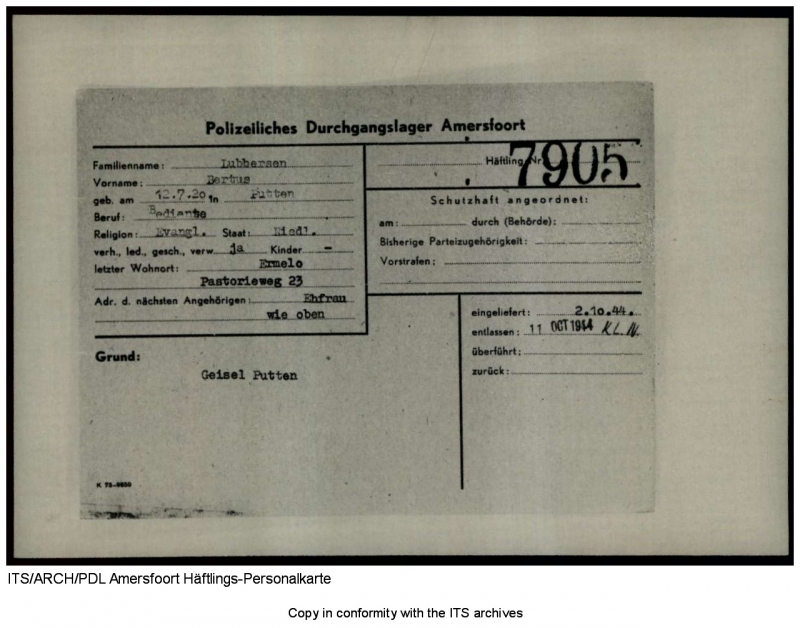 Polizeiliches Durchgangslager Amersfoort
Familienname: Lubbersen
Vorname: Bertus
geb. am 12.7.20 in Putten
Beruf: Bediente
Religion: Evangl. Staat: Niedl.
verh., led., gesch., verw. ja Kinder -
letzter Wohnort: Ermelo
Pastorieweg 23
Adr. d. nächsten Angehörigen: Ehfrau
wie oben
Häftling Nr. 7905
Schutzhaft angeordnet:
am: durch (Behörde):
Bisherige Parteizugehörigkeit:
Vorstrafen:
eingeliefert: 2.10.44.
entlassen: 11 OCT 1944 K.L.N.
überführt:
zurück:
Grund:
Geisel Putten
ITS/ARCH/PDL Amersfoort Häftlings-Personalkarte
Copy in conformity with the ITS archives